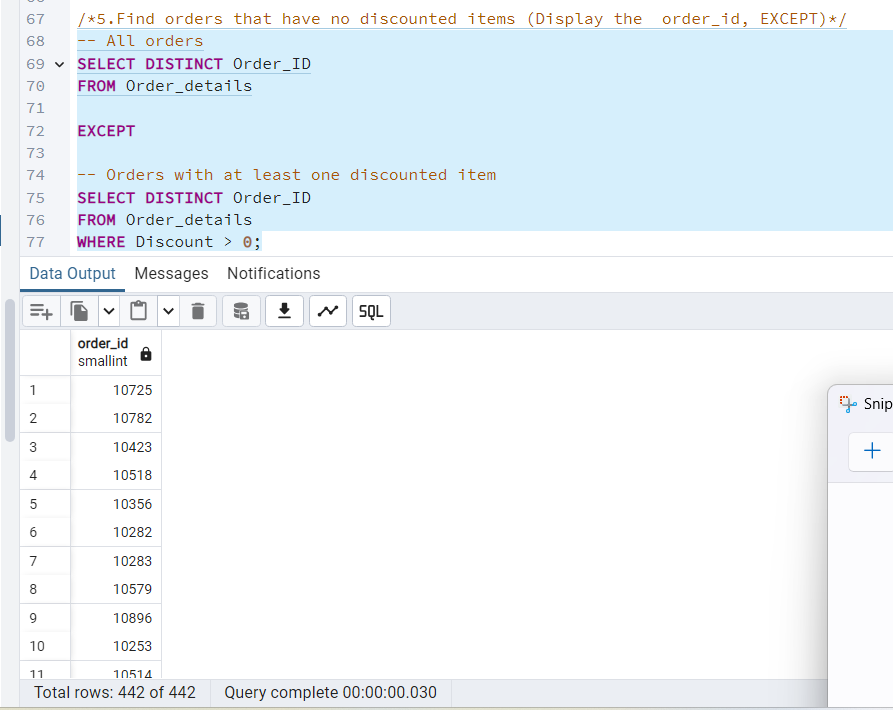 67 /*5.Find orders that have no discounted items (Display the  order_id, EXCEPT)*/
68 -- All orders
69 SELECT DISTINCT Order_ID
70 FROM Order_details
71
72 EXCEPT
73
74 -- Orders with at least one discounted item
75 SELECT DISTINCT Order_ID
76 FROM Order_details
77 WHERE Discount > 0;
Data Output Messages Notifications
SQL
order_id
smallint
1 10725
2 10782
3 10423
4 10518
5 10356
6 10282
7 10283
8 10579
9 10896
10 10253
11 10514
Snip
Total rows: 442 of 442 Query complete 00:00:00.030